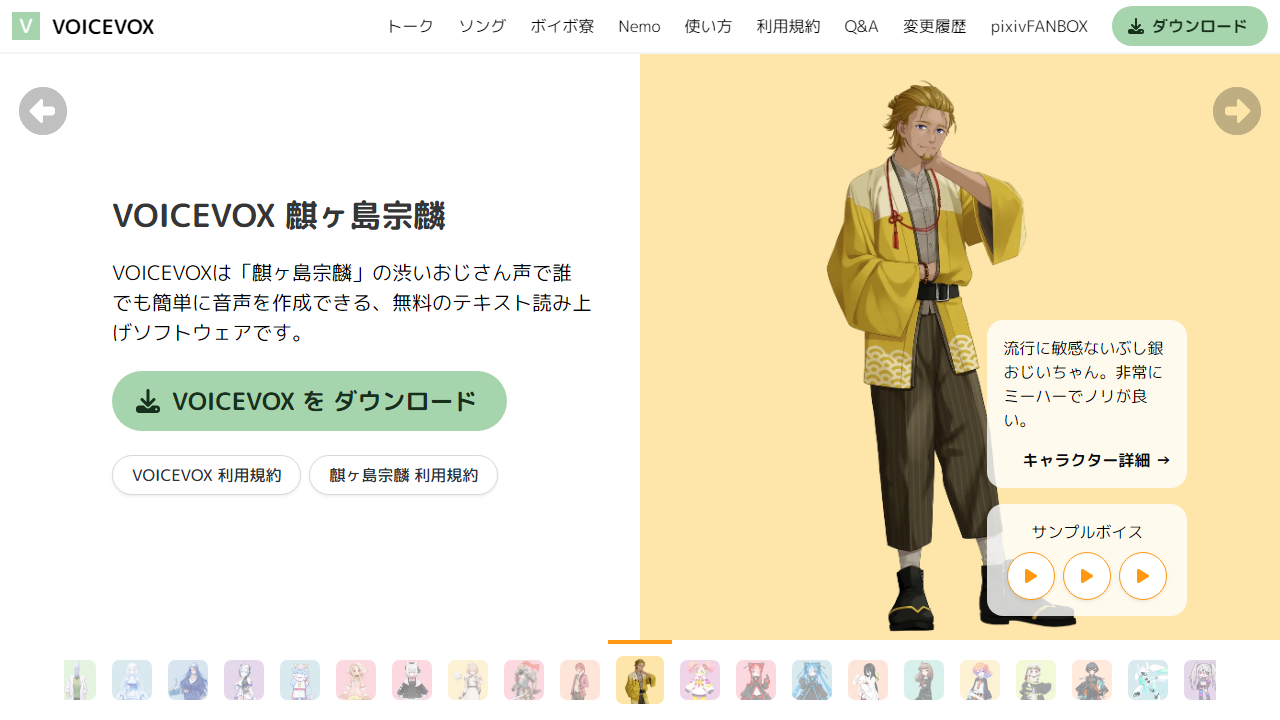 V VOICEVOX
トーク ソング ボイボ寮 Nemo 使い方 利用規約 Q&A 変更履歴 pixivFANBOX ダウンロード
VOICEVOX 麒ヶ島宗麟
VOICEVOXは「麒ヶ島宗麟」の渋いおじさん声で誰
でも簡単に音声を作成できる、無料のテキスト読み上
げソフトウェアです。
VOICEVOX を ダウンロード
VOICEVOX 利用規約
麒ヶ島宗麟 利用規約
流行に敏感ないぶし銀
おじいちゃん。非常に
ミーハーでノリが良
い。
キャラクター詳細 →
サンプルボイス